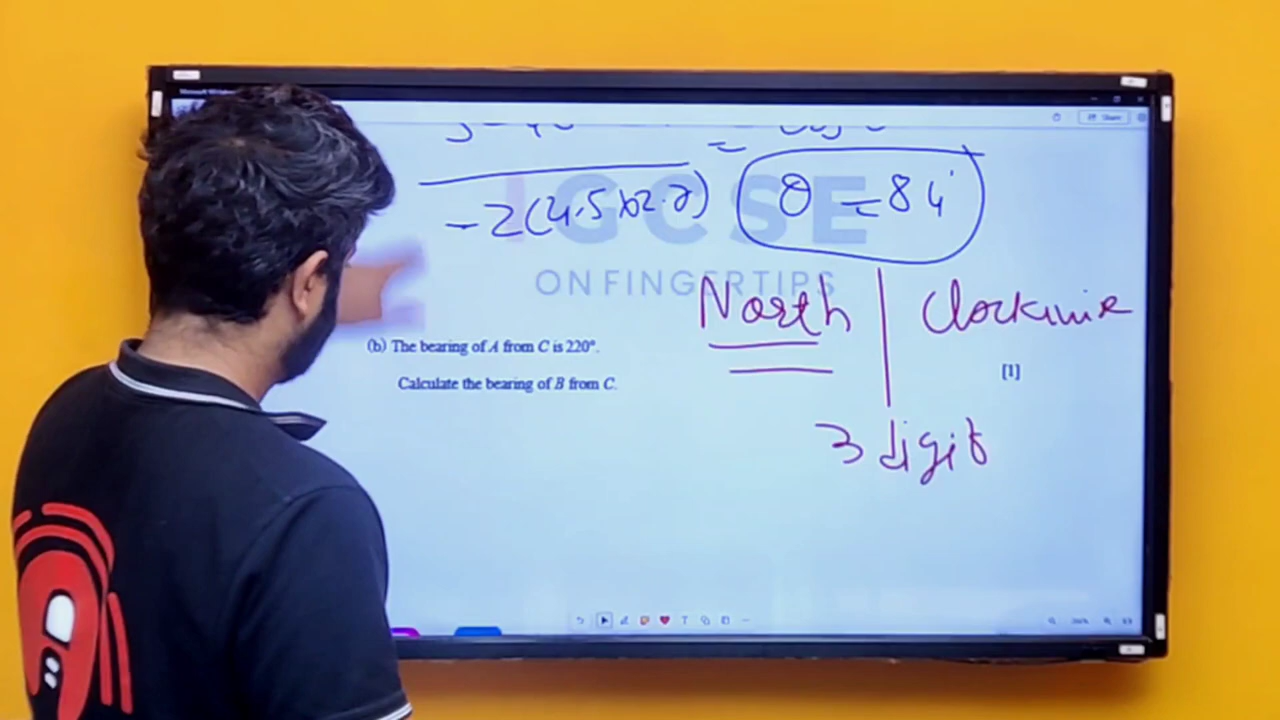 Share
-2(4.5)(2.7)
θ = 84°
IGCSE
ON FINGERTIPS
North | Clockwise
(b) The bearing of A from C is 220°.
[1]
Calculate the bearing of B from C.
3 digit